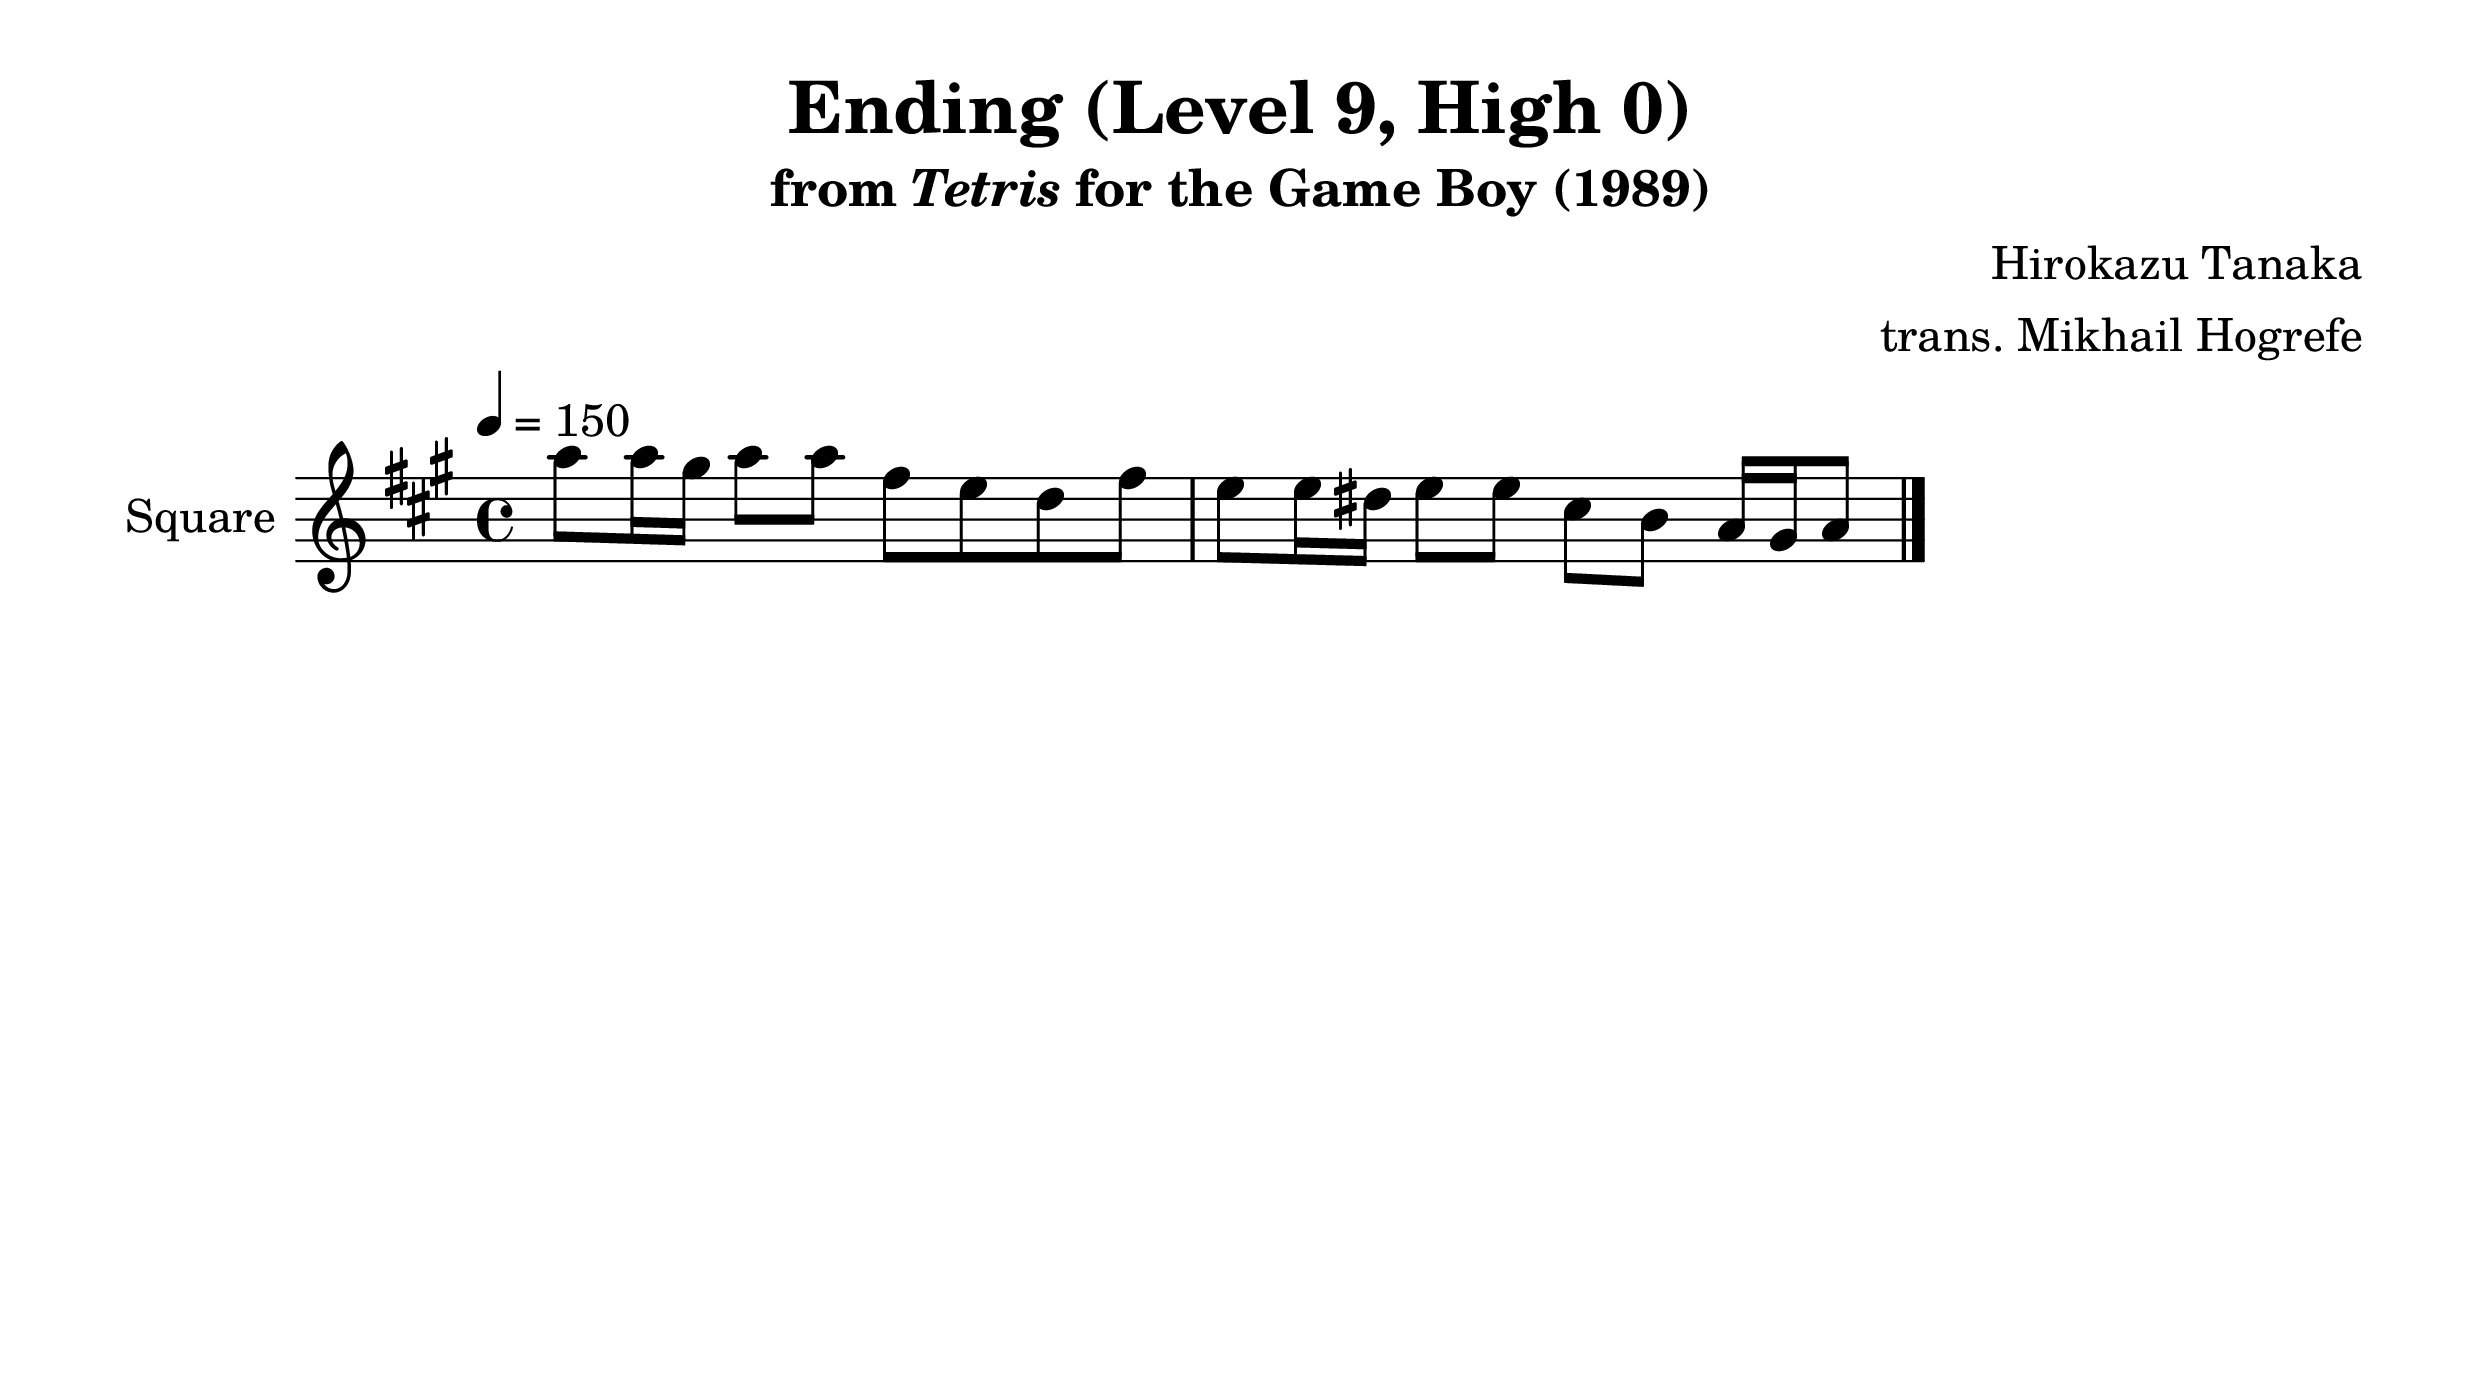 Ending (Level 9, High 0)
from Tetris for the Game Boy (1989)
Hirokazu Tanaka
trans. Mikhail Hogrefe
= 150
Square